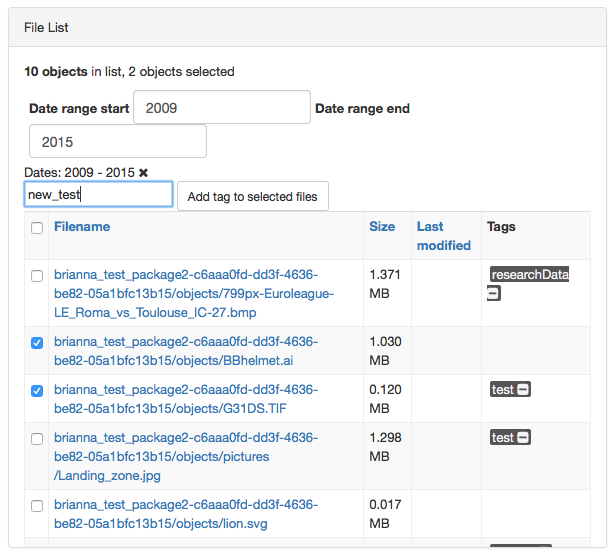 File List
10 objects in list, 2 objects selected
Date range start 2009 Date range end
2015
Dates: 2009 - 2015 ✖
new_test Add tag to selected files
Filename Size Last modified Tags
brianna_test_package2-c6aaa0fd-dd3f-4636-
be82-05a1bfc13b15/objects/799px-Euroleague-
LE_Roma_vs_Toulouse_IC-27.bmp
1.371
MB
researchData
brianna_test_package2-c6aaa0fd-dd3f-4636-
be82-05a1bfc13b15/objects/BBhelmet.ai
1.030
MB
brianna_test_package2-c6aaa0fd-dd3f-4636-
be82-05a1bfc13b15/objects/G31DS.TIF
0.120
MB
test
brianna_test_package2-c6aaa0fd-dd3f-4636-
be82-05a1bfc13b15/objects/pictures
/Landing_zone.jpg
1.298
MB
test
brianna_test_package2-c6aaa0fd-dd3f-4636-
be82-05a1bfc13b15/objects/lion.svg
0.017
MB